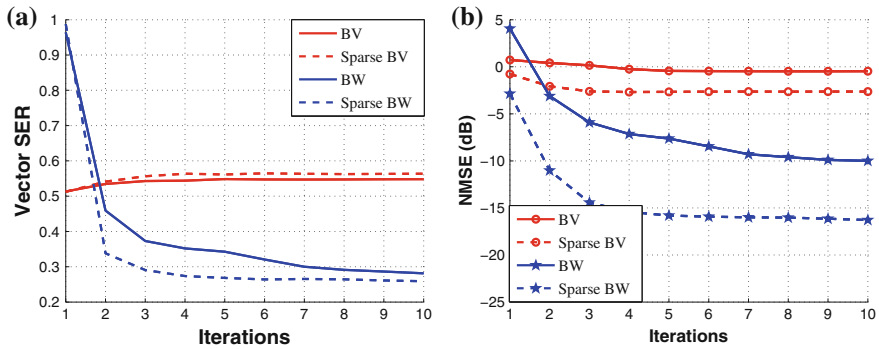 (a)
1
0.9
0.8
0.7
0.6
0.5
0.4
0.3
0.2
Vector SER
BV
Sparse BV
BW
Sparse BW
1 2 3 4 5 6 7 8 9 10
Iterations
(b)
5
0
−5
−10
−15
−20
−25
NMSE (dB)
BV
Sparse BV
BW
Sparse BW
1 2 3 4 5 6 7 8 9 10
Iterations